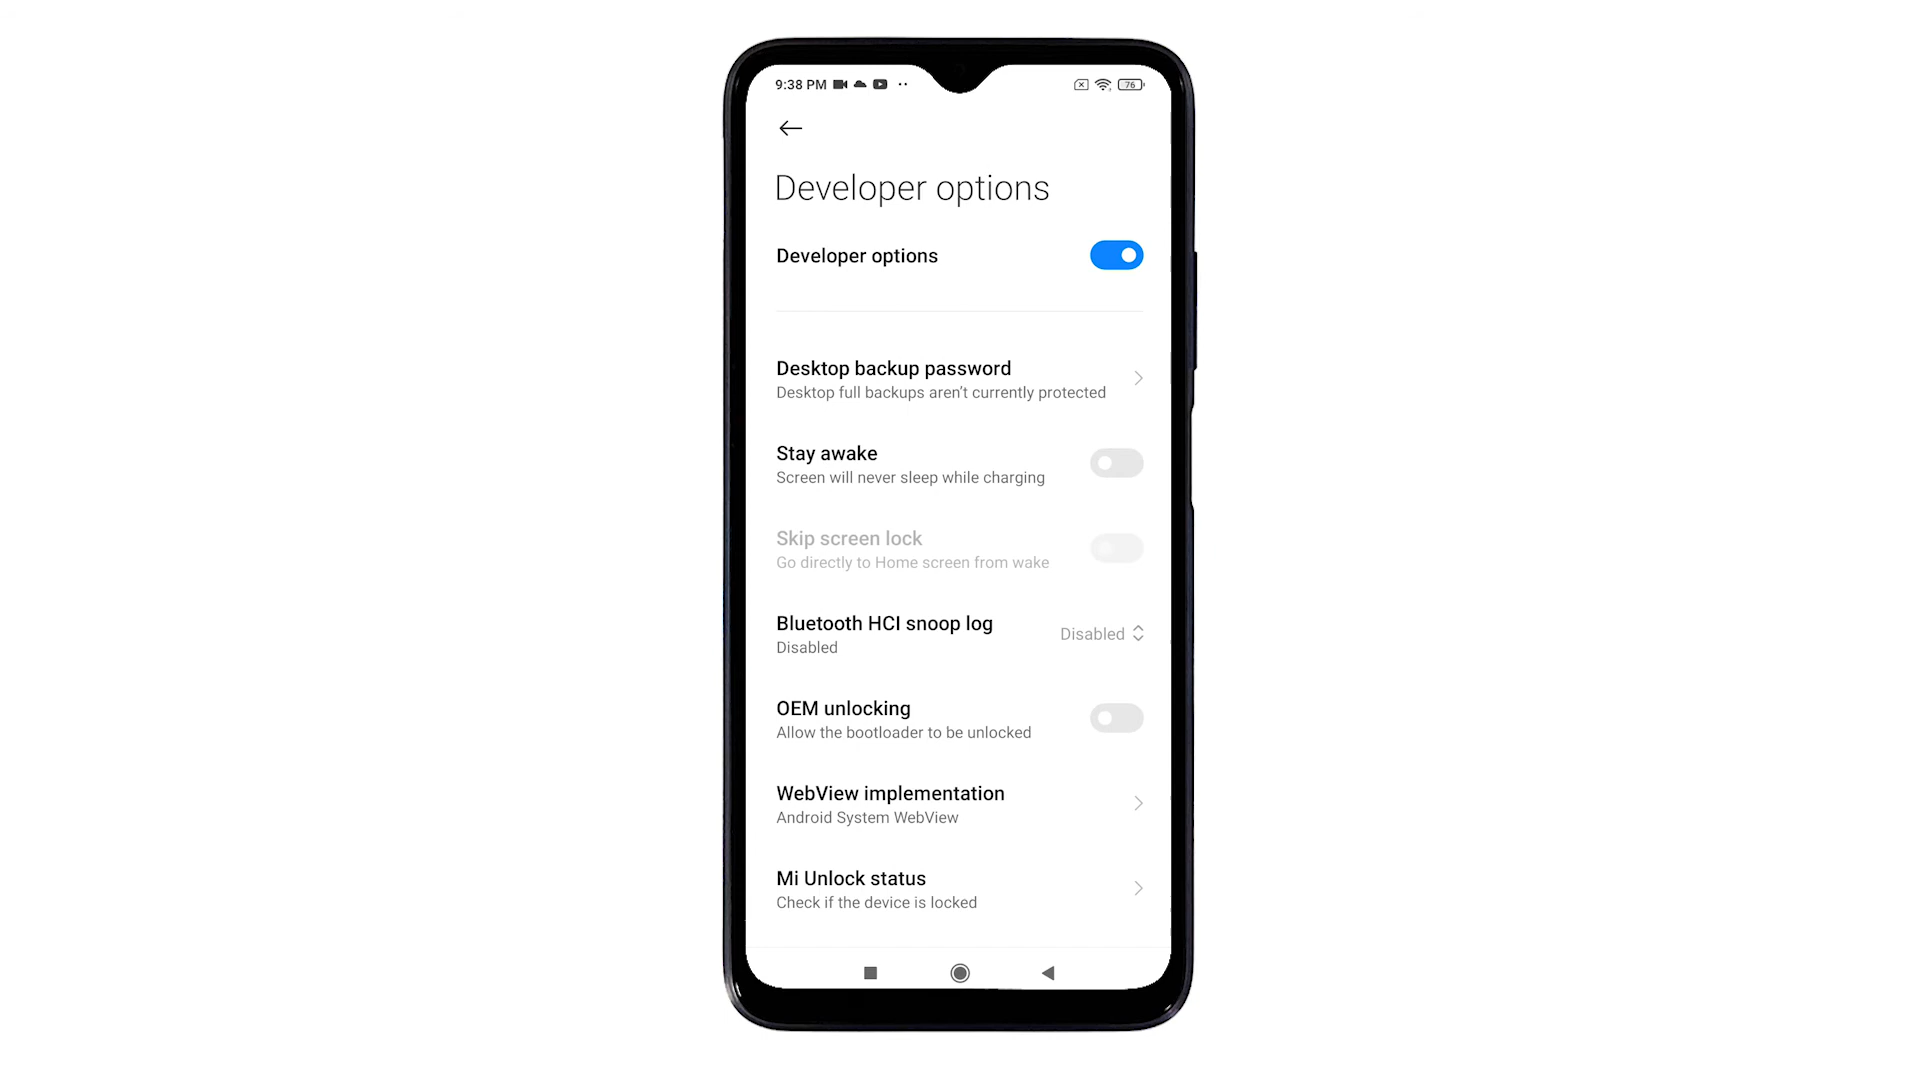 9:38 PM
76
Developer options
Developer options
Desktop backup password
Desktop full backups aren't currently protected
Stay awake
Screen will never sleep while charging
Skip screen lock
Go directly to Home screen from wake
Bluetooth HCI snoop log
Disabled
Disabled
OEM unlocking
Allow the bootloader to be unlocked
WebView implementation
Android System WebView
Mi Unlock status
Check if the device is locked